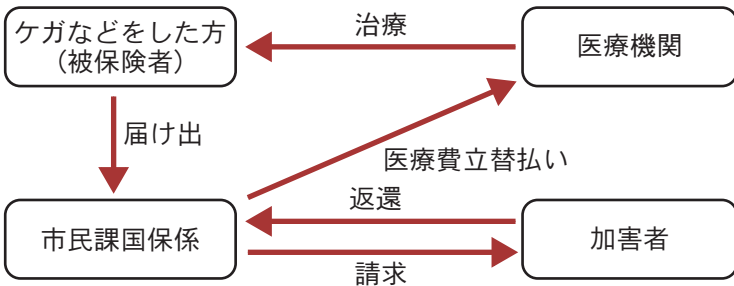 ケガなどをした方
（被保険者）
治療
医療機関
届け出
医療費立替払い
市民課国保係
返還
請求
加害者